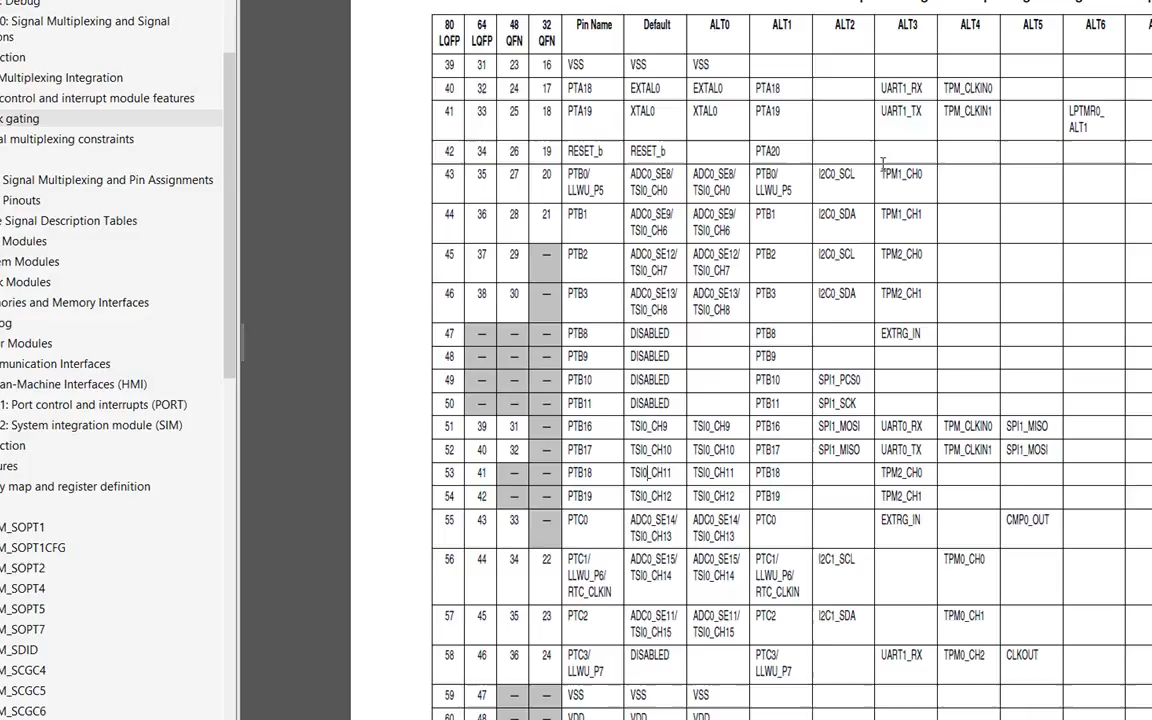 Debug
0: Signal Multiplexing and Signal
ons
ction
Multiplexing Integration
control and interrupt module features
k gating
al multiplexing constraints
Signal Multiplexing and Pin Assignments
Pinouts
e Signal Description Tables
Modules
em Modules
k Modules
ories and Memory Interfaces
og
r Modules
munication Interfaces
an-Machine Interfaces (HMI)
1: Port control and interrupts (PORT)
2: System integration module (SIM)
ction
ures
y map and register definition
M_SOPT1
M_SOPT1CFG
M_SOPT2
M_SOPT4
M_SOPT5
M_SOPT7
M_SDID
M_SCGC4
M_SCGC5
M_SCGC6
80 LQFP 64 LQFP 48 QFN 32 QFN Pin Name Default ALT0 ALT1 ALT2 ALT3 ALT4 ALT5 ALT6
39 31 23 16 VSS VSS VSS
40 32 24 17 PTA18 EXTAL0 EXTAL0 PTA18 UART1_RX TPM_CLKIN0
41 33 25 18 PTA19 XTAL0 XTAL0 PTA19 UART1_TX TPM_CLKIN1 LPTMR0_ALT1
42 34 26 19 RESET_b RESET_b PTA20
43 35 27 20 PTB0/LLWU_P5 ADC0_SE8/TSI0_CH0 ADC0_SE8/TSI0_CH0 PTB0/LLWU_P5 I2C0_SCL TPM1_CH0
44 36 28 21 PTB1 ADC0_SE9/TSI0_CH6 ADC0_SE9/TSI0_CH6 PTB1 I2C0_SDA TPM1_CH1
45 37 29 — PTB2 ADC0_SE12/TSI0_CH7 ADC0_SE12/TSI0_CH7 PTB2 I2C0_SCL TPM2_CH0
46 38 30 — PTB3 ADC0_SE13/TSI0_CH8 ADC0_SE13/TSI0_CH8 PTB3 I2C0_SDA TPM2_CH1
47 — — — PTB8 DISABLED PTB8 EXTRG_IN
48 — — — PTB9 DISABLED PTB9
49 — — — PTB10 DISABLED PTB10 SPI1_PCS0
50 — — — PTB11 DISABLED PTB11 SPI1_SCK
51 39 31 — PTB16 TSI0_CH9 TSI0_CH9 PTB16 SPI1_MOSI UART0_RX TPM_CLKIN0 SPI1_MISO
52 40 32 — PTB17 TSI0_CH10 TSI0_CH10 PTB17 SPI1_MISO UART0_TX TPM_CLKIN1 SPI1_MOSI
53 41 — — PTB18 TSI0_CH11 TSI0_CH11 PTB18 TPM2_CH0
54 42 — — PTB19 TSI0_CH12 TSI0_CH12 PTB19 TPM2_CH1
55 43 33 — PTC0 ADC0_SE14/TSI0_CH13 ADC0_SE14/TSI0_CH13 PTC0 EXTRG_IN CMP0_OUT
56 44 34 22 PTC1/LLWU_P6/RTC_CLKIN ADC0_SE15/TSI0_CH14 ADC0_SE15/TSI0_CH14 PTC1/LLWU_P6/RTC_CLKIN I2C1_SCL TPM0_CH0
57 45 35 23 PTC2 ADC0_SE11/TSI0_CH15 ADC0_SE11/TSI0_CH15 PTC2 I2C1_SDA TPM0_CH1
58 46 36 24 PTC3/LLWU_P7 DISABLED PTC3/LLWU_P7 UART1_RX TPM0_CH2 CLKOUT
59 47 — — VSS VSS VSS
60 48 — — VDD VDD VDD